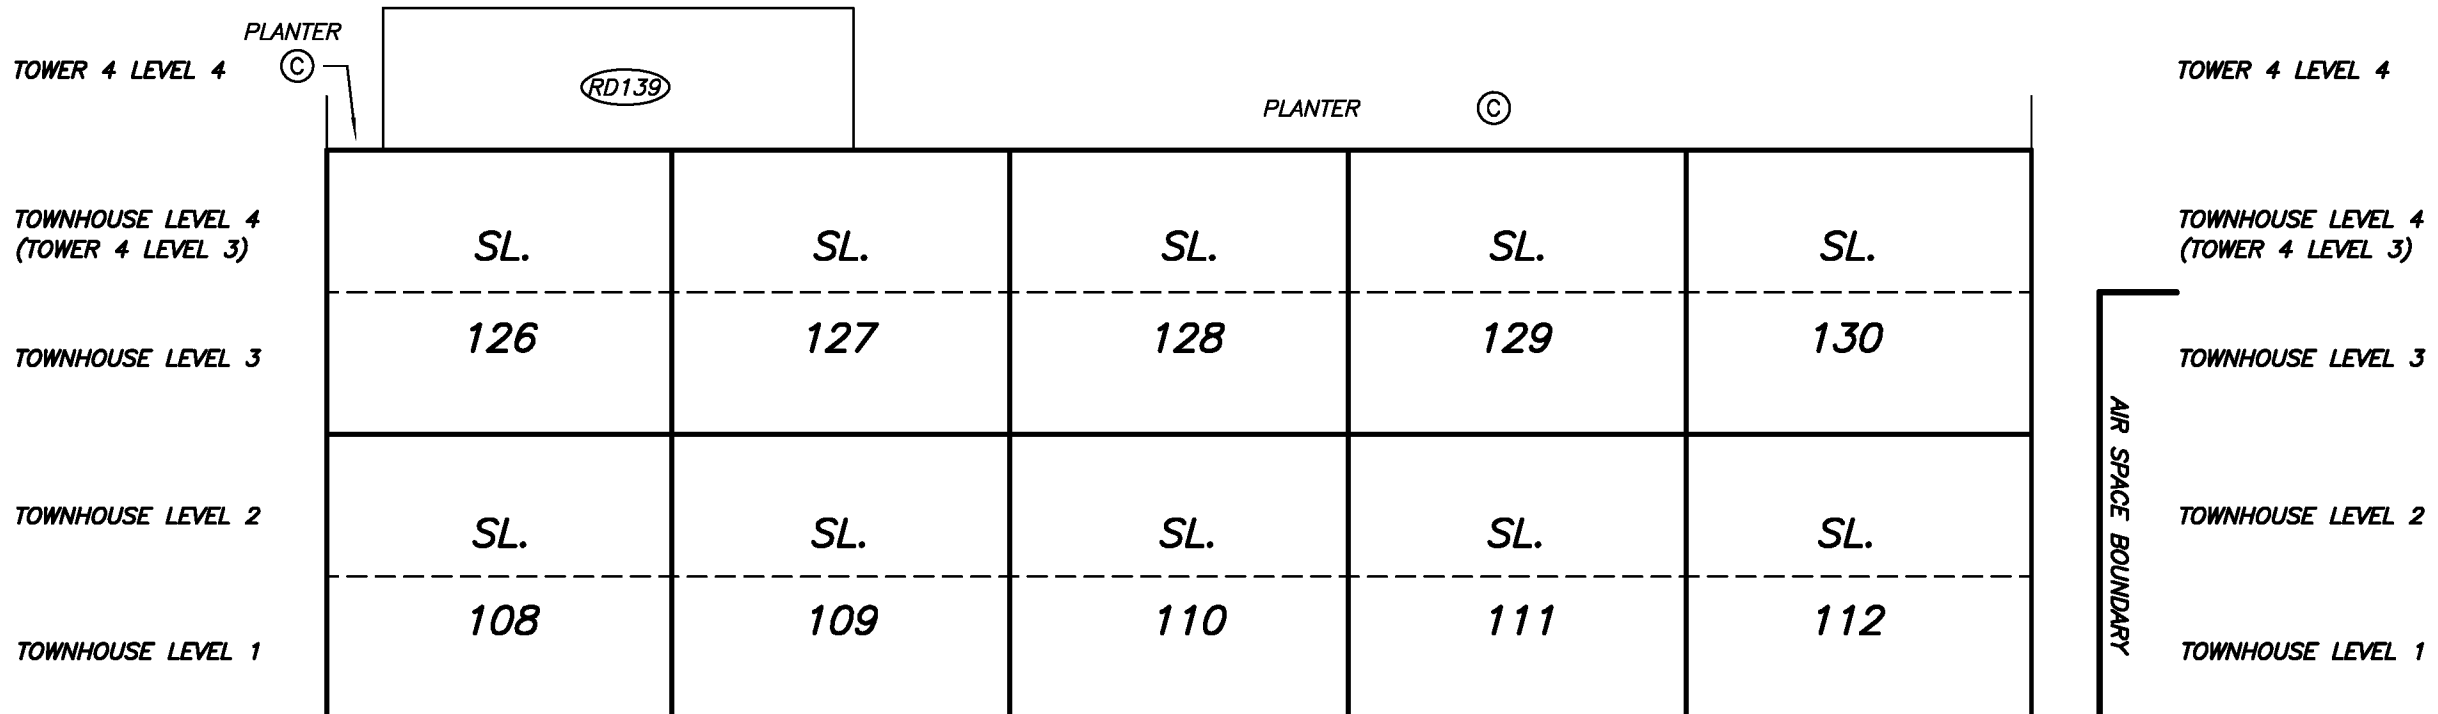 PLANTER
TOWER 4 LEVEL 4
C
RD139
PLANTER
C
TOWER 4 LEVEL 4
TOWNHOUSE LEVEL 4
(TOWER 4 LEVEL 3)
SL.
SL.
SL.
SL.
SL.
TOWNHOUSE LEVEL 4
(TOWER 4 LEVEL 3)
TOWNHOUSE LEVEL 3
126
127
128
129
130
TOWNHOUSE LEVEL 3
AIR SPACE BOUNDARY
TOWNHOUSE LEVEL 2
SL.
SL.
SL.
SL.
SL.
TOWNHOUSE LEVEL 2
TOWNHOUSE LEVEL 1
108
109
110
111
112
TOWNHOUSE LEVEL 1